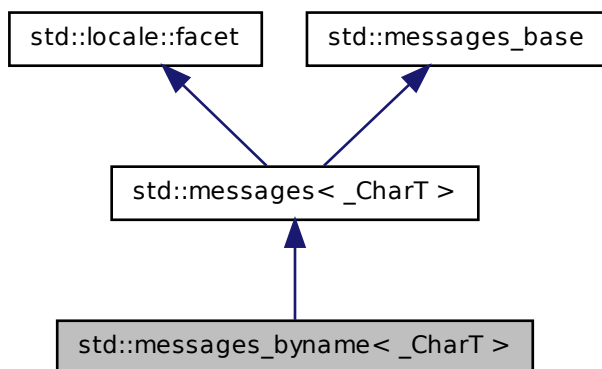 std::locale::facet
std::messages_base
std::messages< _CharT >
std::messages_byname< _CharT >